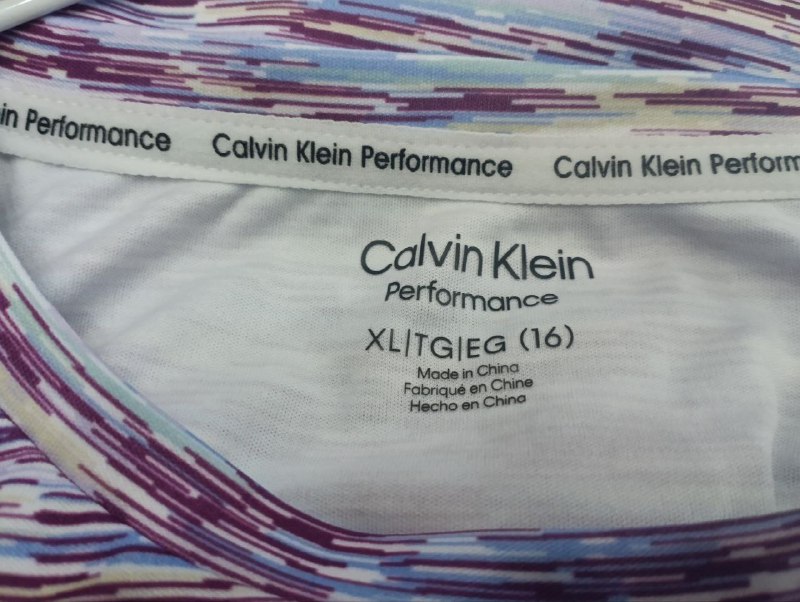 in Performance Calvin Klein Performance Calvin Klein Perform
Calvin Klein
Performance
XL|TG|EG (16)
Made in China
Fabriqué en Chine
Hecho en China